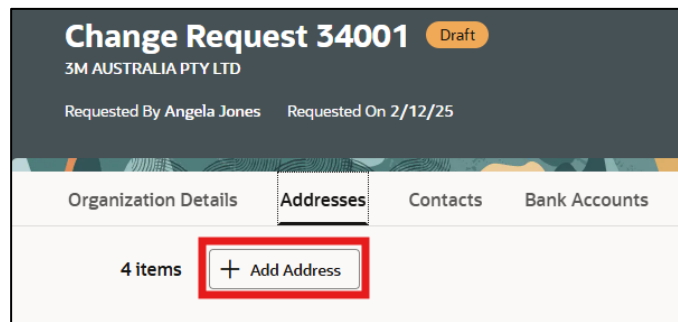 Change Request 34001 Draft
3M AUSTRALIA PTY LTD
Requested By Angela Jones Requested On 2/12/25
Organization Details Addresses Contacts Bank Accounts
4 items + Add Address